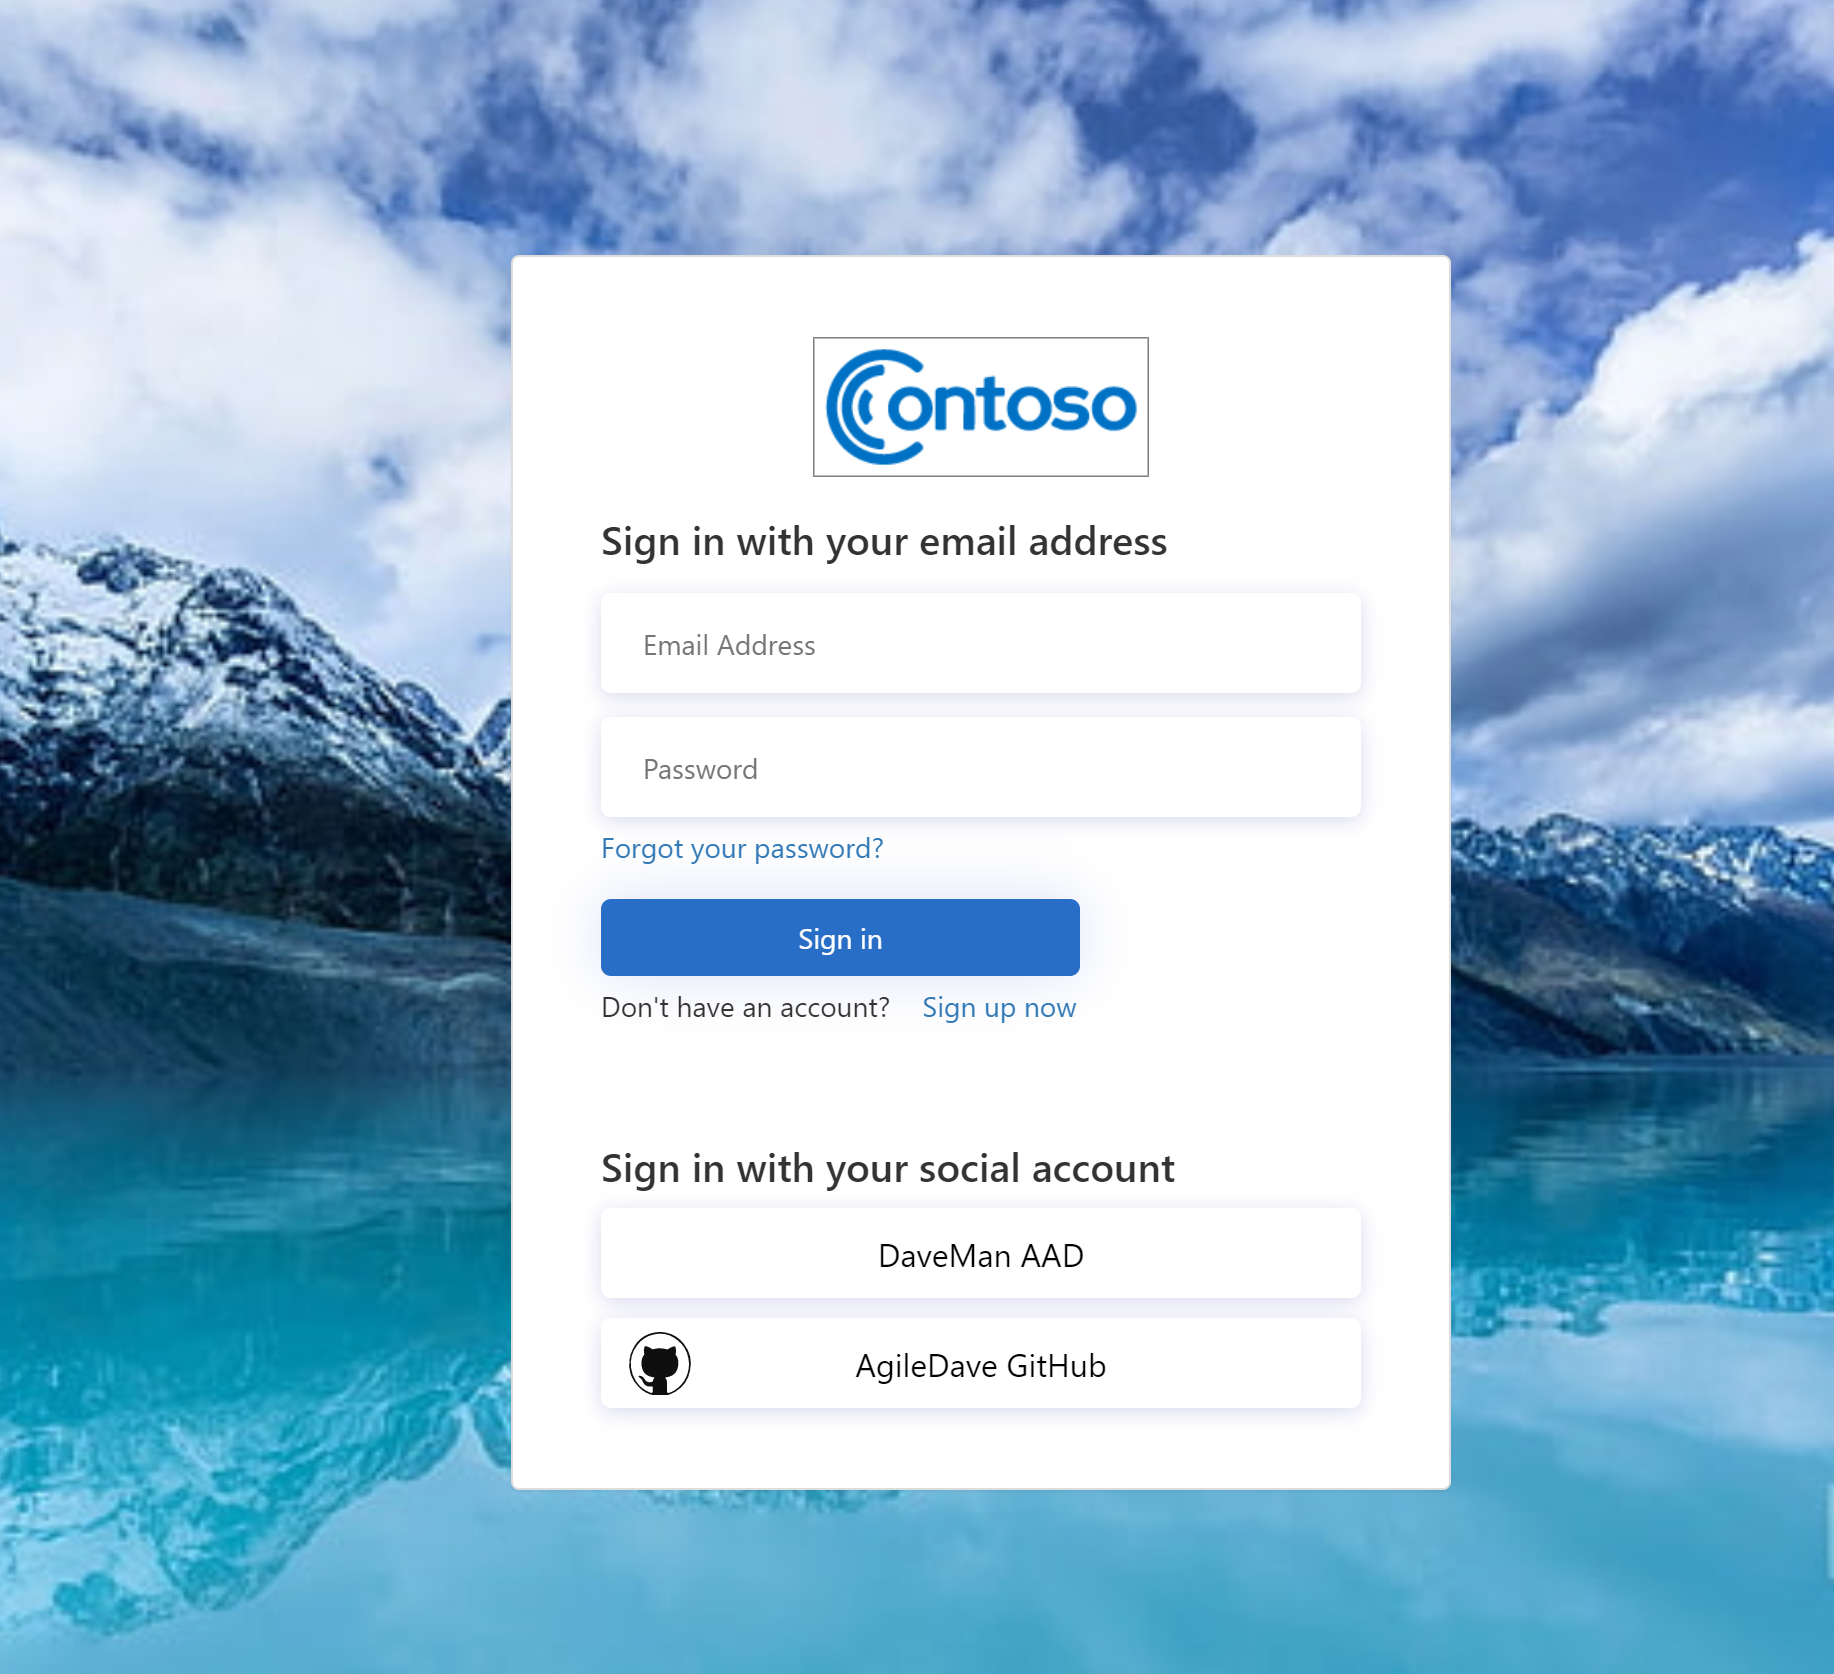 Contoso
Sign in with your email address
Email Address
Password
Forgot your password?
Sign in
Don't have an account? Sign up now
Sign in with your social account
DaveMan AAD
AgileDave GitHub